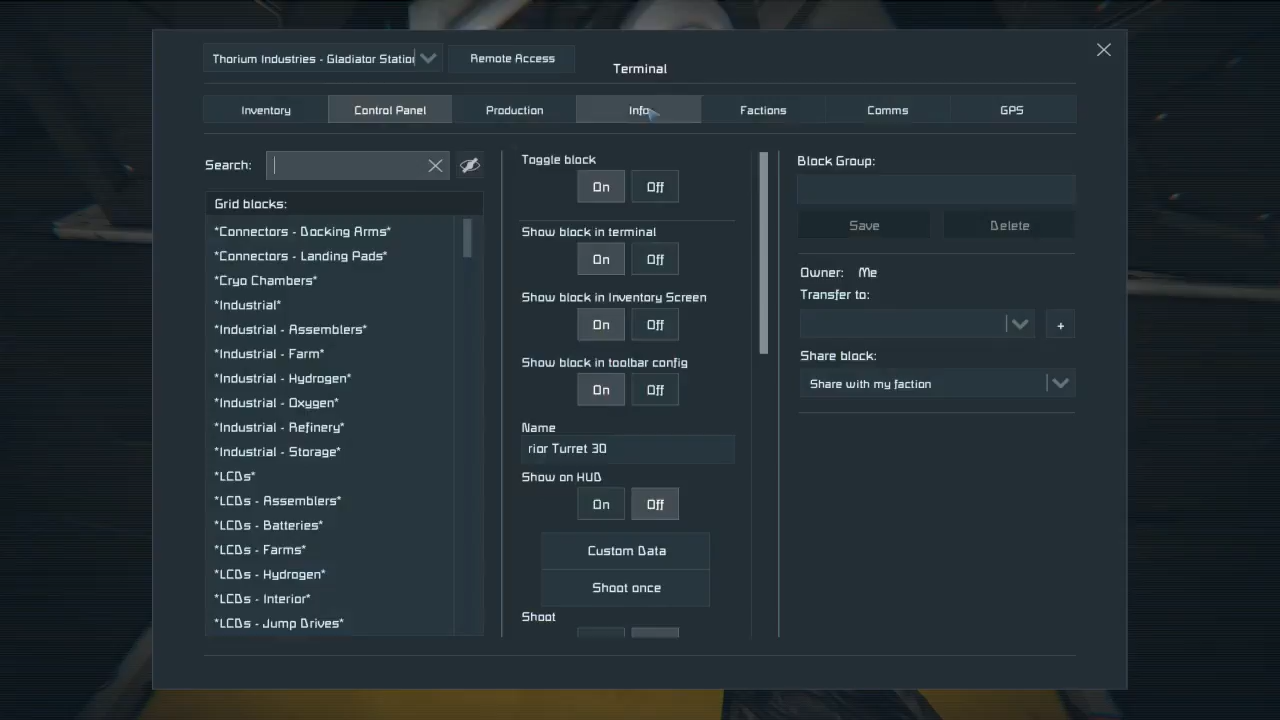 Thorium Industries - Gladiator Station
Remote Access
Terminal
Inventory
Control Panel
Production
Info
Factions
Comms
GPS
Search:
Grid blocks:
*Connectors - Docking Arms*
*Connectors - Landing Pads*
*Cryo Chambers*
*Industrial*
*Industrial - Assemblers*
*Industrial - Farm*
*Industrial - Hydrogen*
*Industrial - Oxygen*
*Industrial - Refinery*
*Industrial - Storage*
*LCDs*
*LCDs - Assemblers*
*LCDs - Batteries*
*LCDs - Farms*
*LCDs - Hydrogen*
*LCDs - Interior*
*LCDs - Jump Drives*
Toggle block
On Off
Show block in terminal
On Off
Show block in Inventory Screen
On Off
Show block in toolbar config
On Off
Name
rior Turret 30
Show on HUD
On Off
Custom Data
Shoot once
Shoot
Block Group:
Save Delete
Owner: Me
Transfer to:
+
Share block:
Share with my faction